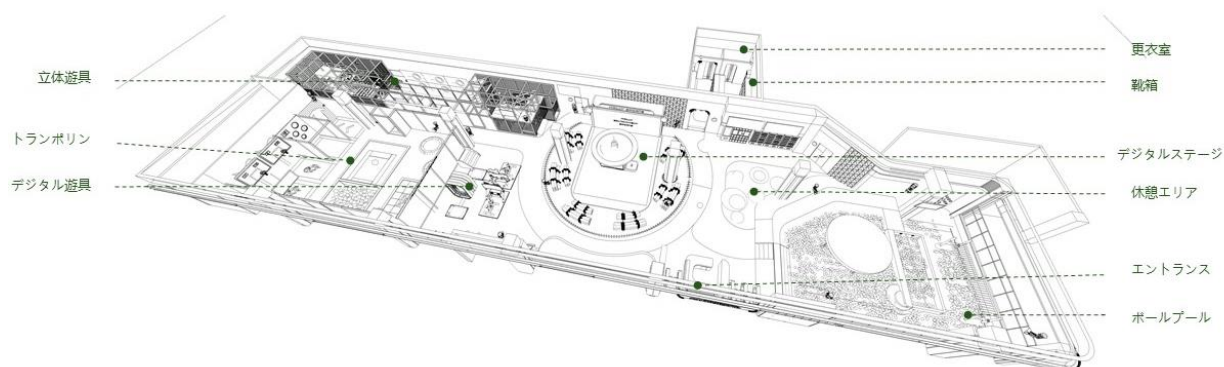 立体遊具
トランポリン
デジタル遊具
更衣室
靴箱
デジタルステージ
休憩エリア
エントランス
ボールプール